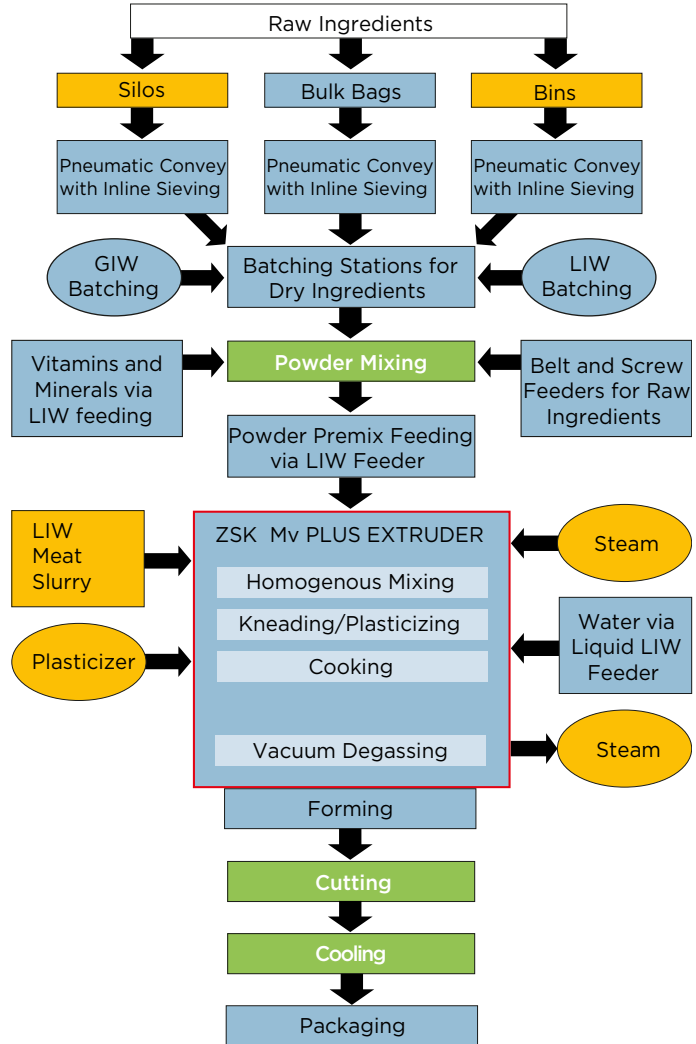 Raw Ingredients
Silos
Bulk Bags
Bins
Pneumatic Convey
with Inline Sieving
Pneumatic Convey
with Inline Sieving
Pneumatic Convey
with Inline Sieving
GIW
Batching
Batching Stations for
Dry Ingredients
LIW
Batching
Vitamins and
Minerals via
LIW feeding
Powder Mixing
Belt and Screw
Feeders for Raw
Ingredients
Powder Premix Feeding
via LIW Feeder
LIW
Meat
Slurry
ZSK Mv PLUS EXTRUDER
Steam
Homogenous Mixing
Kneading/Plasticizing
Plasticizer
Cooking
Water via
Liquid LIW
Feeder
Vacuum Degassing
Steam
Forming
Cutting
Cooling
Packaging